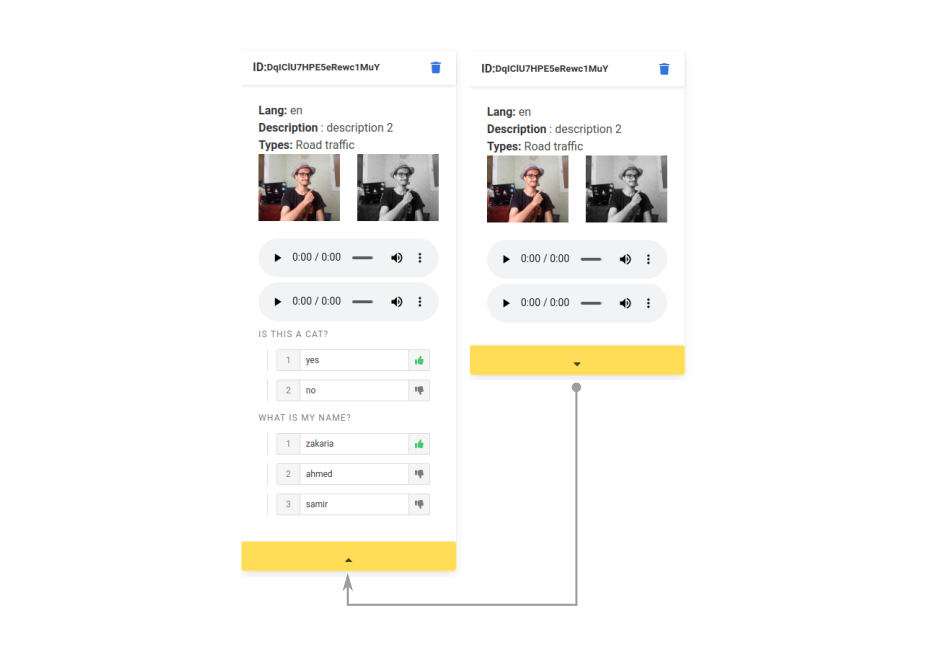 ID:DqIClU7HPE5eRewc1MuY
Lang: en
Description : description 2
Types: Road traffic
0:00 / 0:00
0:00 / 0:00
IS THIS A CAT?
1 yes
2 no
WHAT IS MY NAME?
1 zakaria
2 ahmed
3 samir
ID:DqIClU7HPE5eRewc1MuY
Lang: en
Description : description 2
Types: Road traffic
0:00 / 0:00
0:00 / 0:00